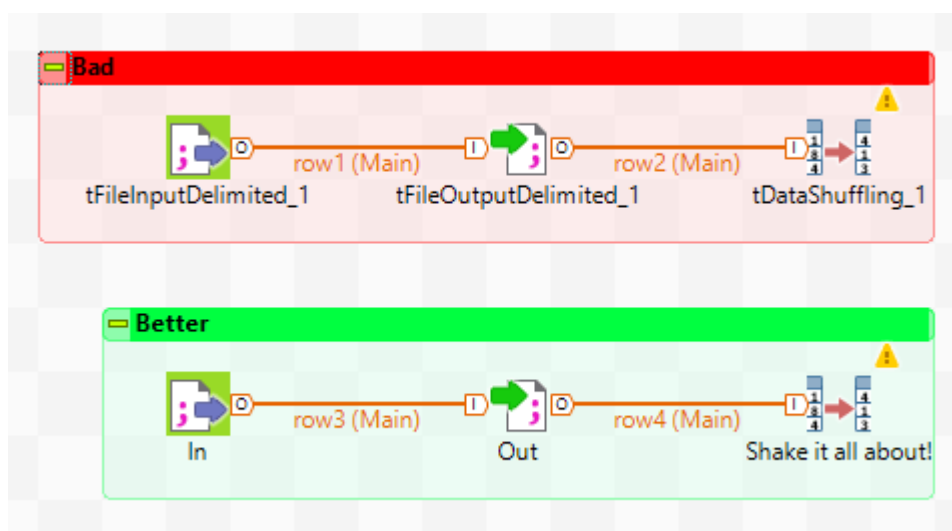 Bad
row1 (Main)
row2 (Main)
tFileInputDelimited_1
tFileOutputDelimited_1
tDataShuffling_1
Better
row3 (Main)
row4 (Main)
In
Out
Shake it all about!